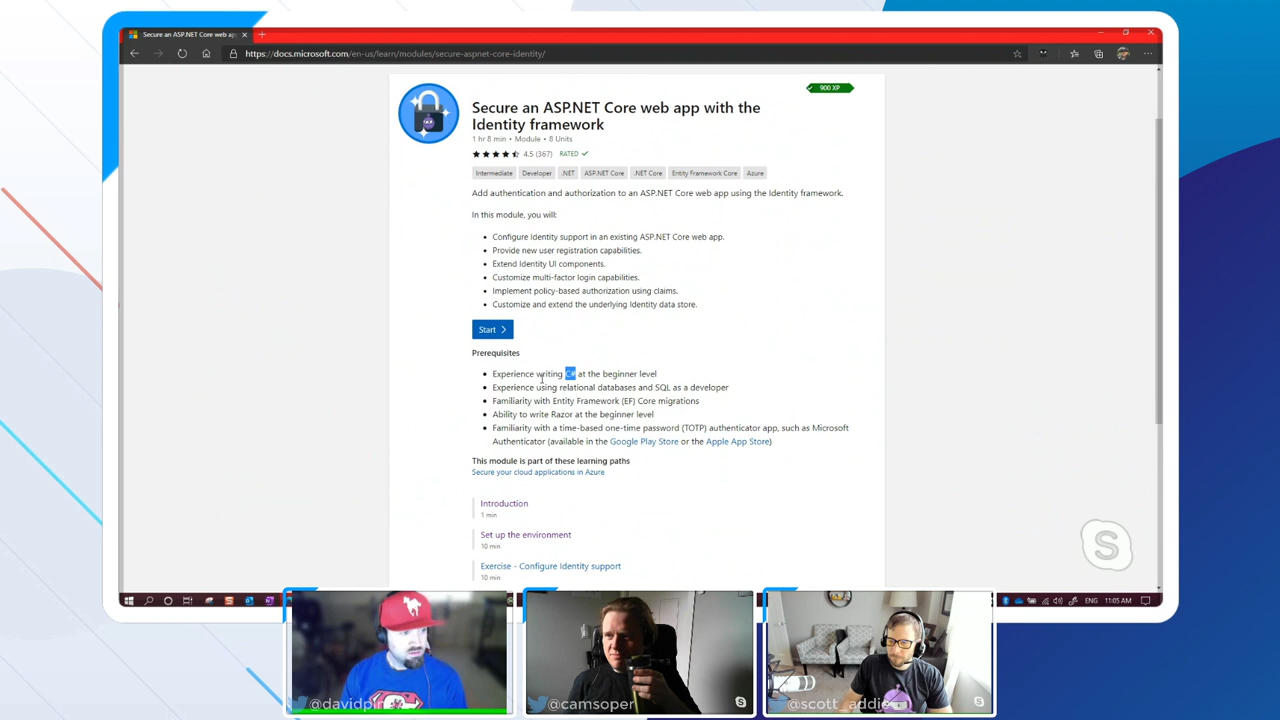 Secure an ASP.NET Core web ap
https://docs.microsoft.com/en-us/learn/modules/secure-aspnet-core-identity/
900 XP
Secure an ASP.NET Core web app with the
Identity framework
1 hr 8 min • Module • 8 Units
4.5 (367) RATED
Intermediate Developer .NET ASP.NET Core .NET Core Entity Framework Core Azure
Add authentication and authorization to an ASP.NET Core web app using the Identity framework.
In this module, you will:
• Configure Identity support in an existing ASP.NET Core web app.
• Provide new user registration capabilities.
• Extend Identity UI components.
• Customize multi-factor login capabilities.
• Implement policy-based authorization using claims.
• Customize and extend the underlying Identity data store.
Start
Prerequisites
• Experience writing C# at the beginner level
• Experience using relational databases and SQL as a developer
• Familiarity with Entity Framework (EF) Core migrations
• Ability to write Razor at the beginner level
• Familiarity with a time-based one-time password (TOTP) authenticator app, such as Microsoft
Authenticator (available in the Google Play Store or the Apple App Store)
This module is part of these learning paths
Secure your cloud applications in Azure
Introduction
1 min
Set up the environment
10 min
Exercise - Configure Identity support
10 min
S
ENG 11:05 AM
@camsoper
@scott_addie